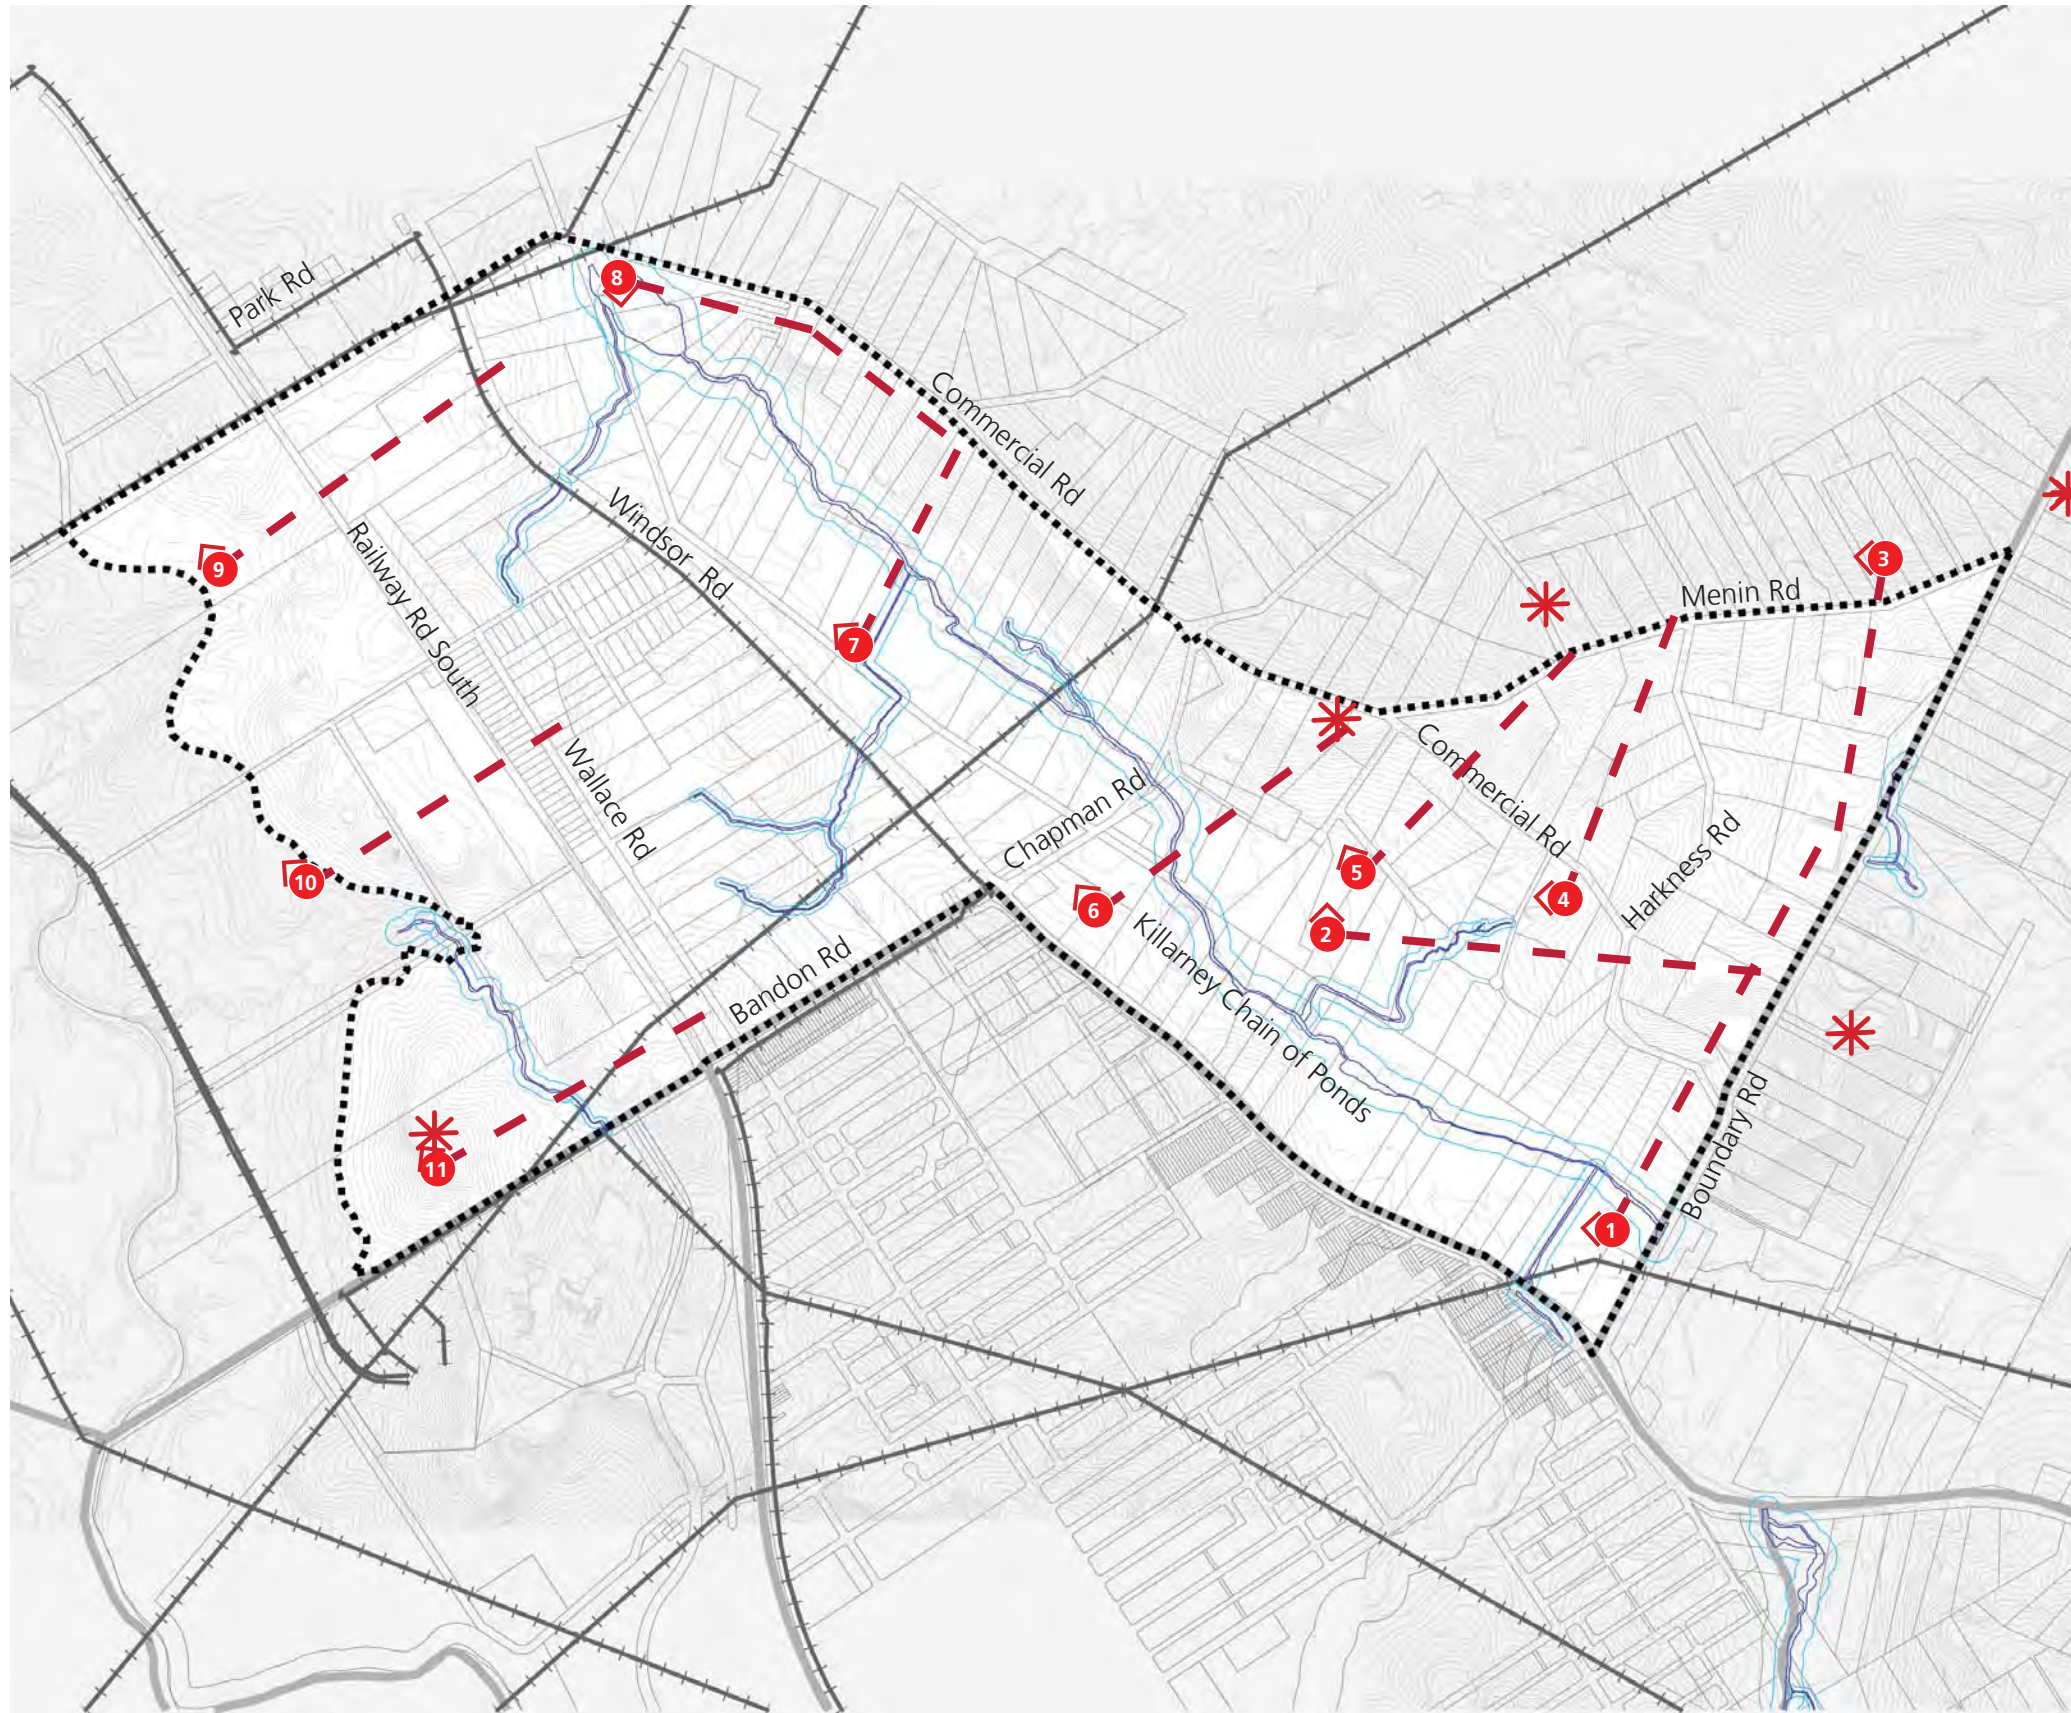 8
Park Rd
Commercial Rd
9
Railway Rd South
Windsor Rd
7
3
Menin Rd
Wallace Rd
Chapman Rd
Commercial Rd
Harkness Rd
5
10
4
6
2
Bandon Rd
Killarney Chain of Ponds
Boundary Rd
11
1